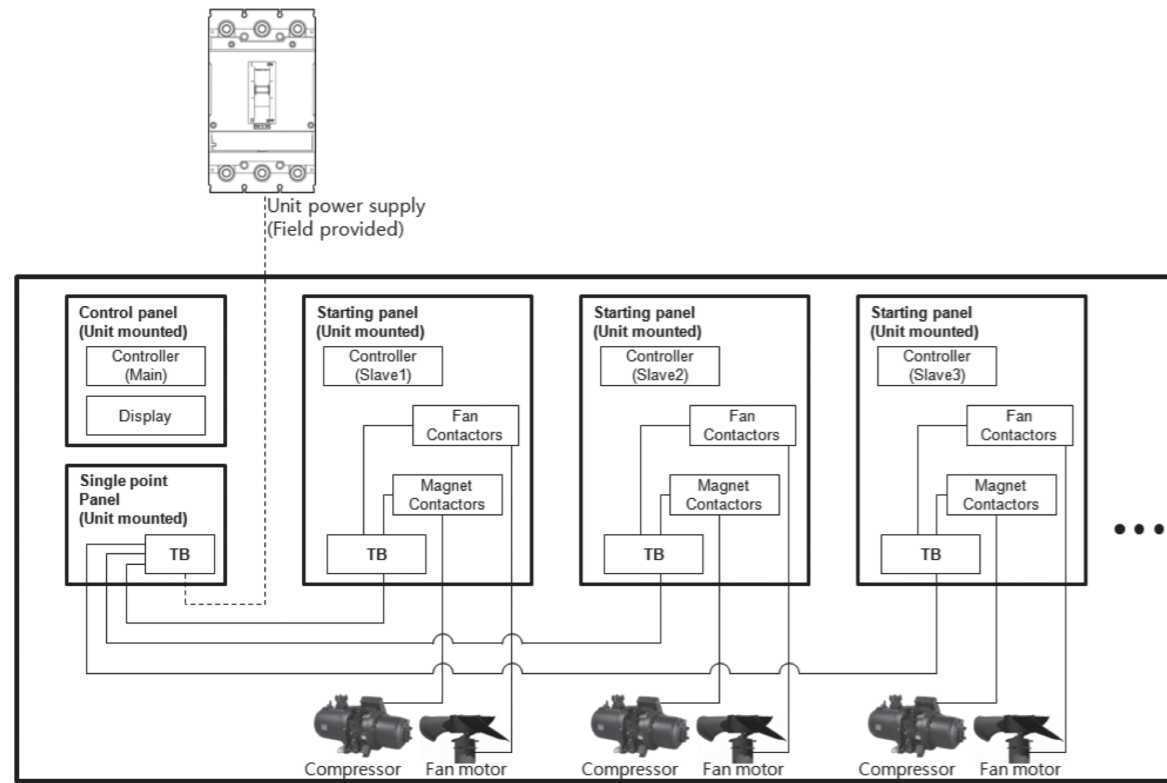 Unit power supply
(Field provided)
Control panel
(Unit mounted)
Controller
(Main)
Display
Single point
Panel
(Unit mounted)
TB
Starting panel
(Unit mounted)
Controller
(Slave1)
Fan
Contactors
Magnet
Contactors
TB
Starting panel
(Unit mounted)
Controller
(Slave2)
Fan
Contactors
Magnet
Contactors
TB
Starting panel
(Unit mounted)
Controller
(Slave3)
Fan
Contactors
Magnet
Contactors
TB
Compressor
Fan motor
Compressor
Fan motor
Compressor
Fan motor